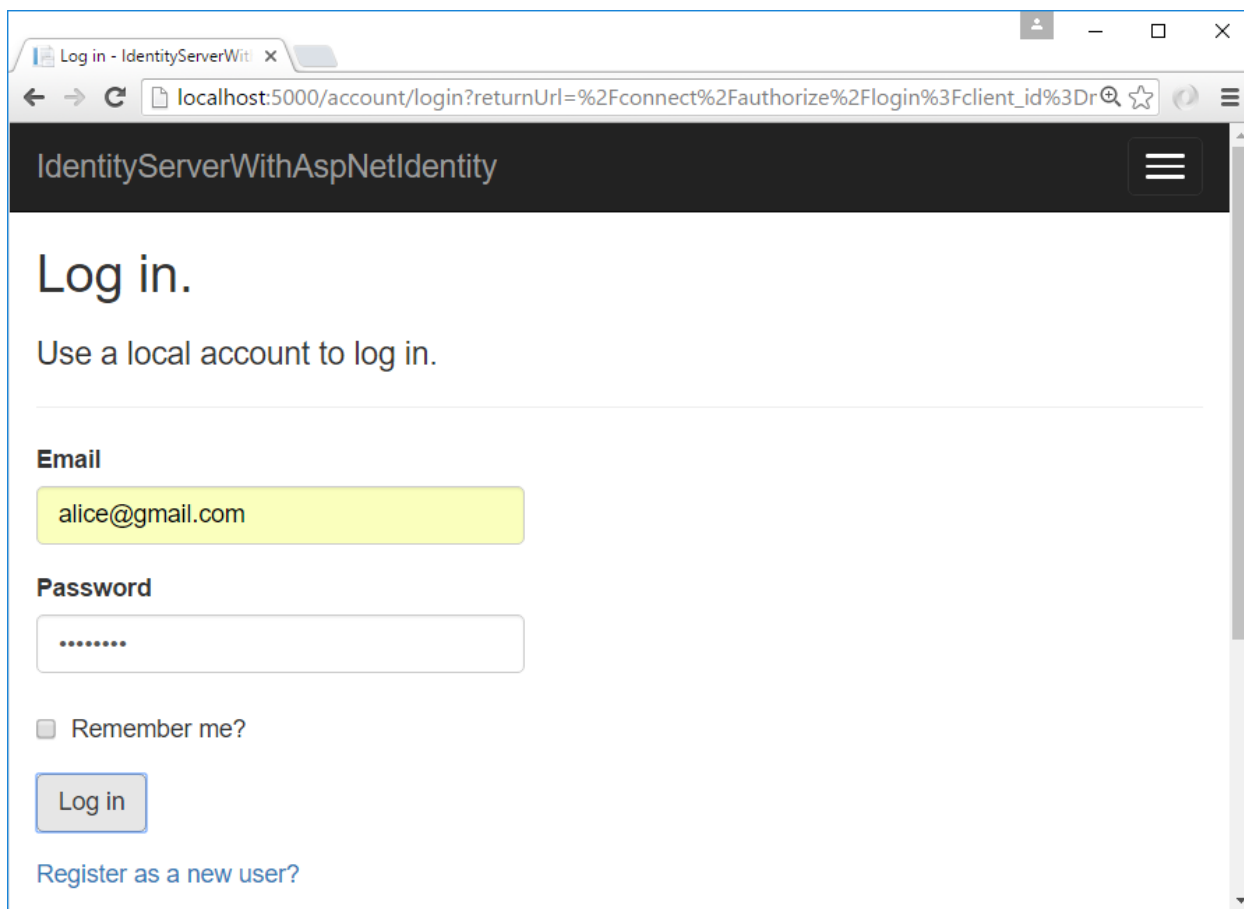 Log in - IdentityServerWit
localhost:5000/account/login?returnUrl=%2Fconnect%2Fauthorize%2Flogin%3Fclient_id%3Dr
IdentityServerWithAspNetIdentity
Log in.
Use a local account to log in.
Email
alice@gmail.com
Password
••••••••
Remember me?
Log in
Register as a new user?